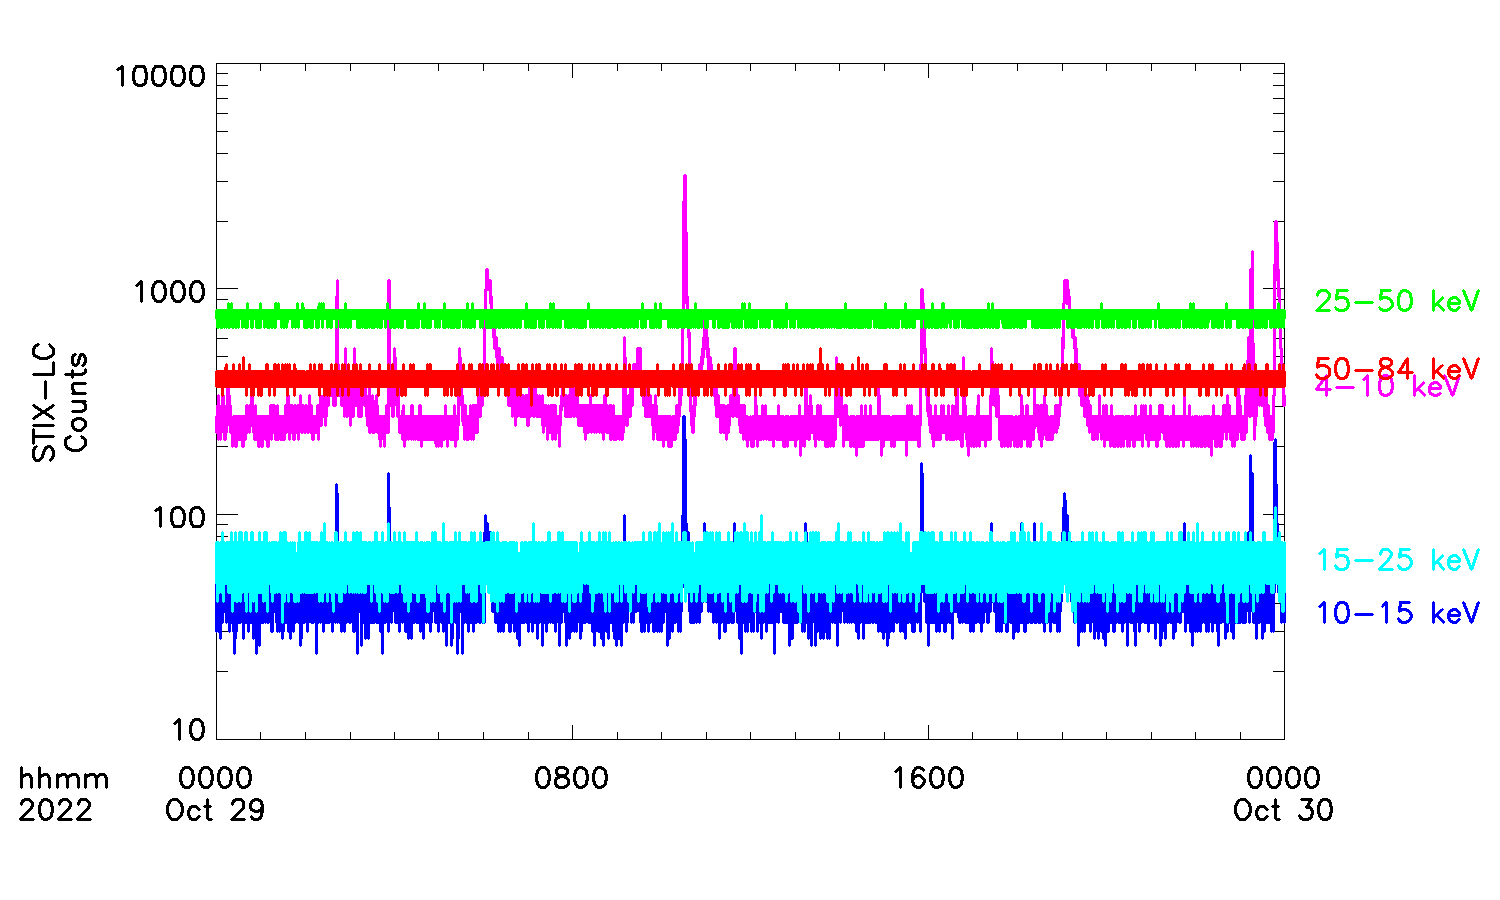 10000
1000
100
10
STIX-LC
Counts
25-50 keV
50-84 keV
4-10 keV
15-25 keV
10-15 keV
hhmm 0000 0800 1600 0000
2022 Oct 29 Oct 30